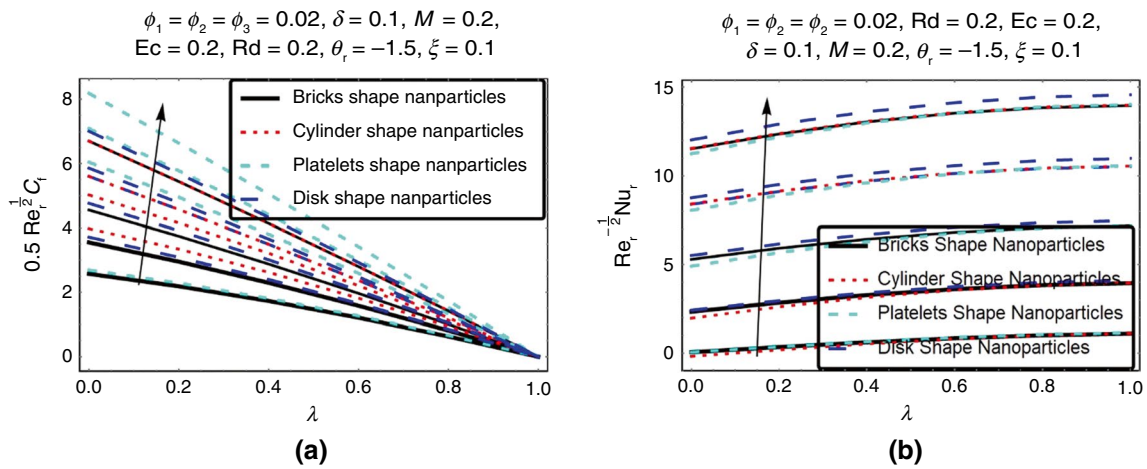 ϕ₁ = ϕ₂ = ϕ₃ = 0.02, δ = 0.1, M = 0.2,
Ec = 0.2, Rd = 0.2, θᵣ = −1.5, ξ = 0.1
8
6
4
2
0
0.5 Reᵣ^½ C_f
Bricks shape nanparticles
Cylinder shape nanparticles
Platelets shape nanparticles
Disk shape nanparticles
0.0 0.2 0.4 0.6 0.8 1.0
λ
(a)
ϕ₁ = ϕ₂ = ϕ₂ = 0.02, Rd = 0.2, Ec = 0.2,
δ = 0.1, M = 0.2, θᵣ = −1.5, ξ = 0.1
15
10
5
0
Reᵣ^−½ Nuᵣ
Bricks Shape Nanoparticles
Cylinder Shape Nanoparticles
Platelets Shape Nanoparticles
Disk Shape Nanoparticles
0.0 0.2 0.4 0.6 0.8 1.0
λ
(b)